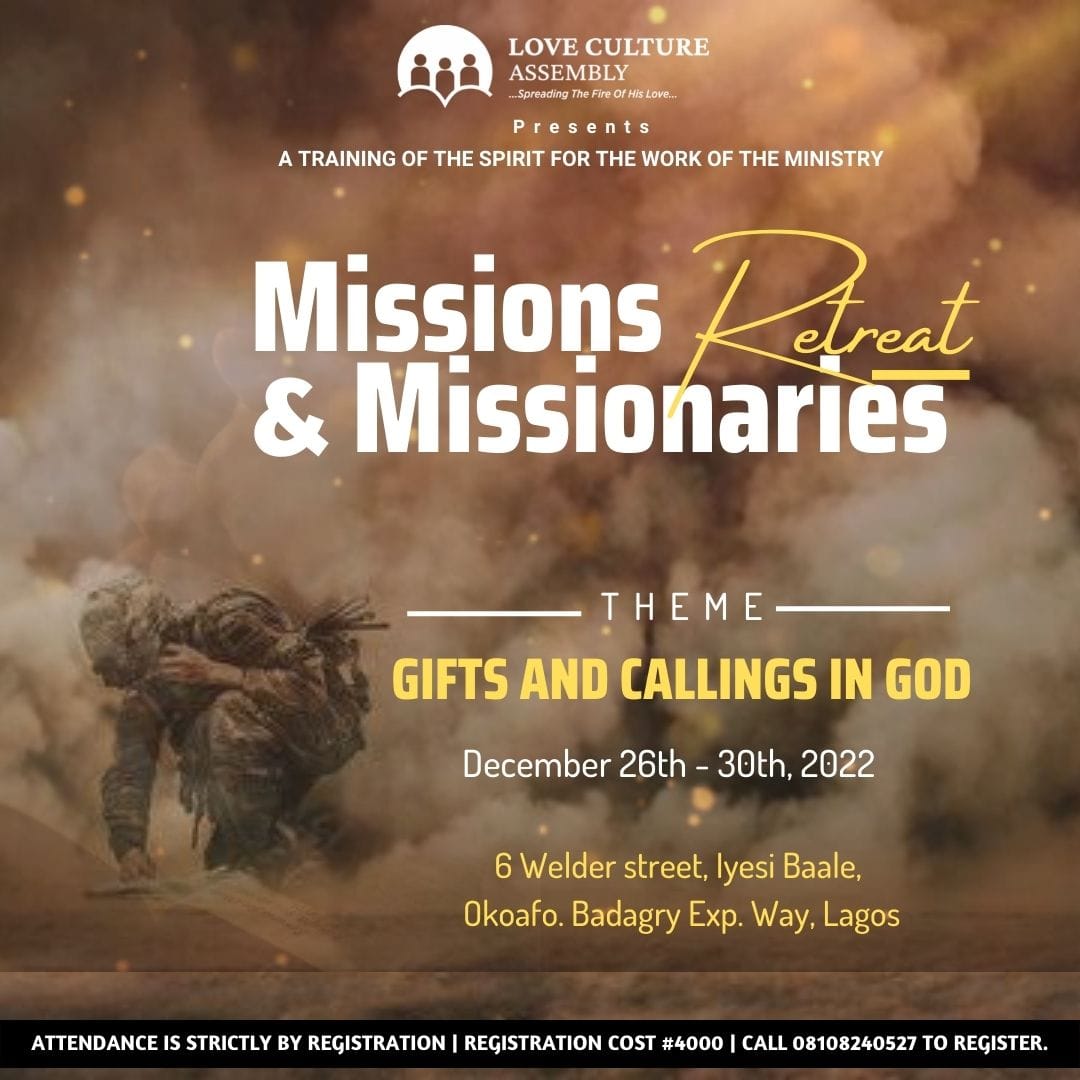 LOVE CULTURE
ASSEMBLY
...Spreading The Fire Of His Love...
Presents
A TRAINING OF THE SPIRIT FOR THE WORK OF THE MINISTRY
Missions Retreat
& Missionaries
THEME
GIFTS AND CALLINGS IN GOD
December 26th - 30th, 2022
6 Welder street, Iyesi Baale,
Okoafo. Badagry Exp. Way, Lagos
ATTENDANCE IS STRICTLY BY REGISTRATION | REGISTRATION COST #4000 | CALL 08108240527 TO REGISTER.